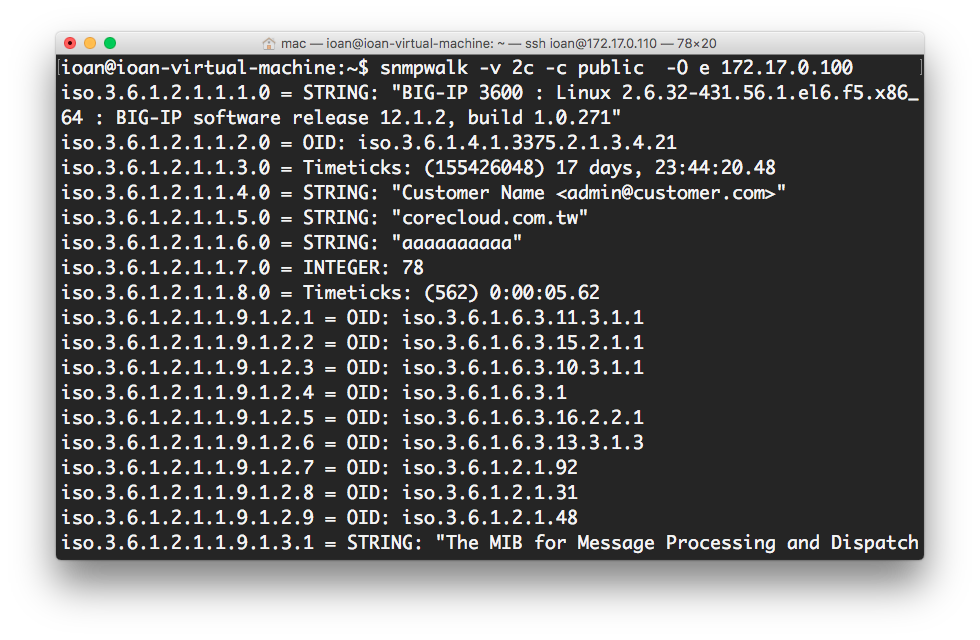 mac — ioan@ioan-virtual-machine: ~ — ssh ioan@172.17.0.110 — 78×20
ioan@ioan-virtual-machine:~$ snmpwalk -v 2c -c public  -O e 172.17.0.100
iso.3.6.1.2.1.1.1.0 = STRING: "BIG-IP 3600 : Linux 2.6.32-431.56.1.el6.f5.x86_
64 : BIG-IP software release 12.1.2, build 1.0.271"
iso.3.6.1.2.1.1.2.0 = OID: iso.3.6.1.4.1.3375.2.1.3.4.21
iso.3.6.1.2.1.1.3.0 = Timeticks: (155426048) 17 days, 23:44:20.48
iso.3.6.1.2.1.1.4.0 = STRING: "Customer Name <admin@customer.com>"
iso.3.6.1.2.1.1.5.0 = STRING: "corecloud.com.tw"
iso.3.6.1.2.1.1.6.0 = STRING: "aaaaaaaaaa"
iso.3.6.1.2.1.1.7.0 = INTEGER: 78
iso.3.6.1.2.1.1.8.0 = Timeticks: (562) 0:00:05.62
iso.3.6.1.2.1.1.9.1.2.1 = OID: iso.3.6.1.6.3.11.3.1.1
iso.3.6.1.2.1.1.9.1.2.2 = OID: iso.3.6.1.6.3.15.2.1.1
iso.3.6.1.2.1.1.9.1.2.3 = OID: iso.3.6.1.6.3.10.3.1.1
iso.3.6.1.2.1.1.9.1.2.4 = OID: iso.3.6.1.6.3.1
iso.3.6.1.2.1.1.9.1.2.5 = OID: iso.3.6.1.6.3.16.2.2.1
iso.3.6.1.2.1.1.9.1.2.6 = OID: iso.3.6.1.6.3.13.3.1.3
iso.3.6.1.2.1.1.9.1.2.7 = OID: iso.3.6.1.2.1.92
iso.3.6.1.2.1.1.9.1.2.8 = OID: iso.3.6.1.2.1.31
iso.3.6.1.2.1.1.9.1.2.9 = OID: iso.3.6.1.2.1.48
iso.3.6.1.2.1.1.9.1.3.1 = STRING: "The MIB for Message Processing and Dispatch